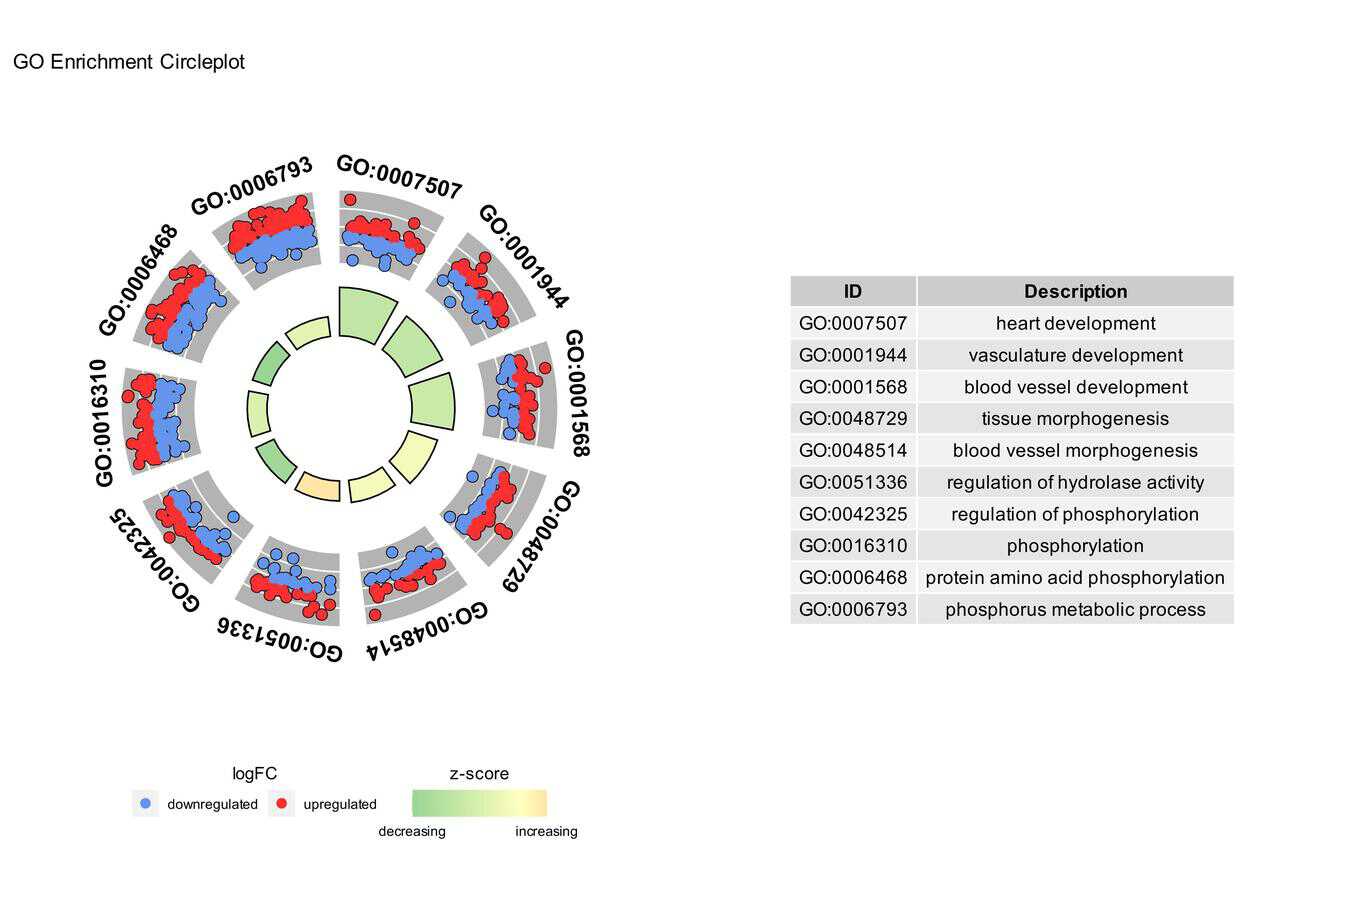 GO Enrichment Circleplot
GO:0006793
GO:0007507
GO:0001944
GO:0001568
GO:0048729
GO:0048514
GO:0051336
GO:0042325
GO:0016310
GO:0006468
ID Description
GO:0007507 heart development
GO:0001944 vasculature development
GO:0001568 blood vessel development
GO:0048729 tissue morphogenesis
GO:0048514 blood vessel morphogenesis
GO:0051336 regulation of hydrolase activity
GO:0042325 regulation of phosphorylation
GO:0016310 phosphorylation
GO:0006468 protein amino acid phosphorylation
GO:0006793 phosphorus metabolic process
logFC
downregulated upregulated
z-score
decreasing increasing